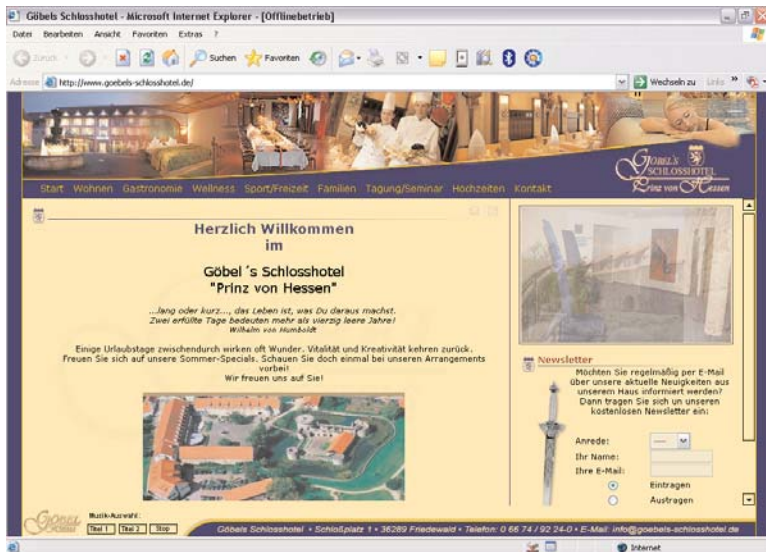 Göbels Schlosshotel - Microsoft Internet Explorer - [Offlinebetrieb]
Datei Bearbeiten Ansicht Favoriten Extras ?
Zurück Suchen Favoriten
Adresse http://www.goebels-schlosshotel.de/ Wechseln zu Links »
GÖBEL'S
SCHLOSSHOTEL
Prinz von Hessen
Start Wohnen Gastronomie Wellness Sport/Freizeit Familien Tagung/Seminar Hochzeiten Kontakt
Herzlich Willkommen
im
Göbel ´s Schlosshotel
"Prinz von Hessen"
...lang oder kurz..., das Leben ist, was Du daraus machst.
Zwei erfüllte Tage bedeuten mehr als vierzig leere Jahre!
Wilhelm von Humboldt
Einige Urlaubstage zwischendurch wirken oft Wunder. Vitalität und Kreativität kehren zurück.
Freuen Sie sich auf unsere Sommer-Specials. Schauen Sie doch einmal bei unseren Arrangements
vorbei!
Wir freuen uns auf Sie!
Newsletter
Möchten Sie regelmäßig per E-Mail
über unsere aktuelle Neuigkeiten aus
unserem Haus informiert werden?
Dann tragen Sie sich un unseren
kostenlosen Newsletter ein:
Anrede:
Ihr Name:
Ihre E-Mail:
Eintragen
Austragen
GÖBEL
Musik-Auswahl:
Titel 1 Titel 2 Stop
Göbels Schlosshotel • Schloßplatz 1 • 36289 Friedewald • Telefon: 0 66 74 / 92 24-0 • E-Mail: info@goebels-schlosshotel.de
Internet